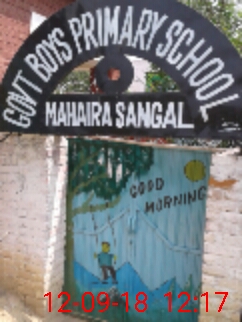 GOVT BOYS PRIMARY SCHOOL
MAHAIRA SANGAL
GOOD
MORNING
12-09-18 12:17